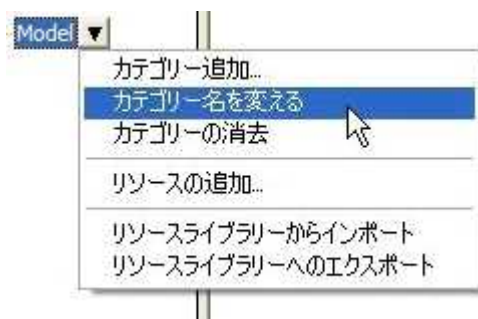 Model
カテゴリー追加...
カテゴリー名を変える
カテゴリーの消去
リソースの追加...
リソースライブラリーからインポート
リソースライブラリーへのエクスポート